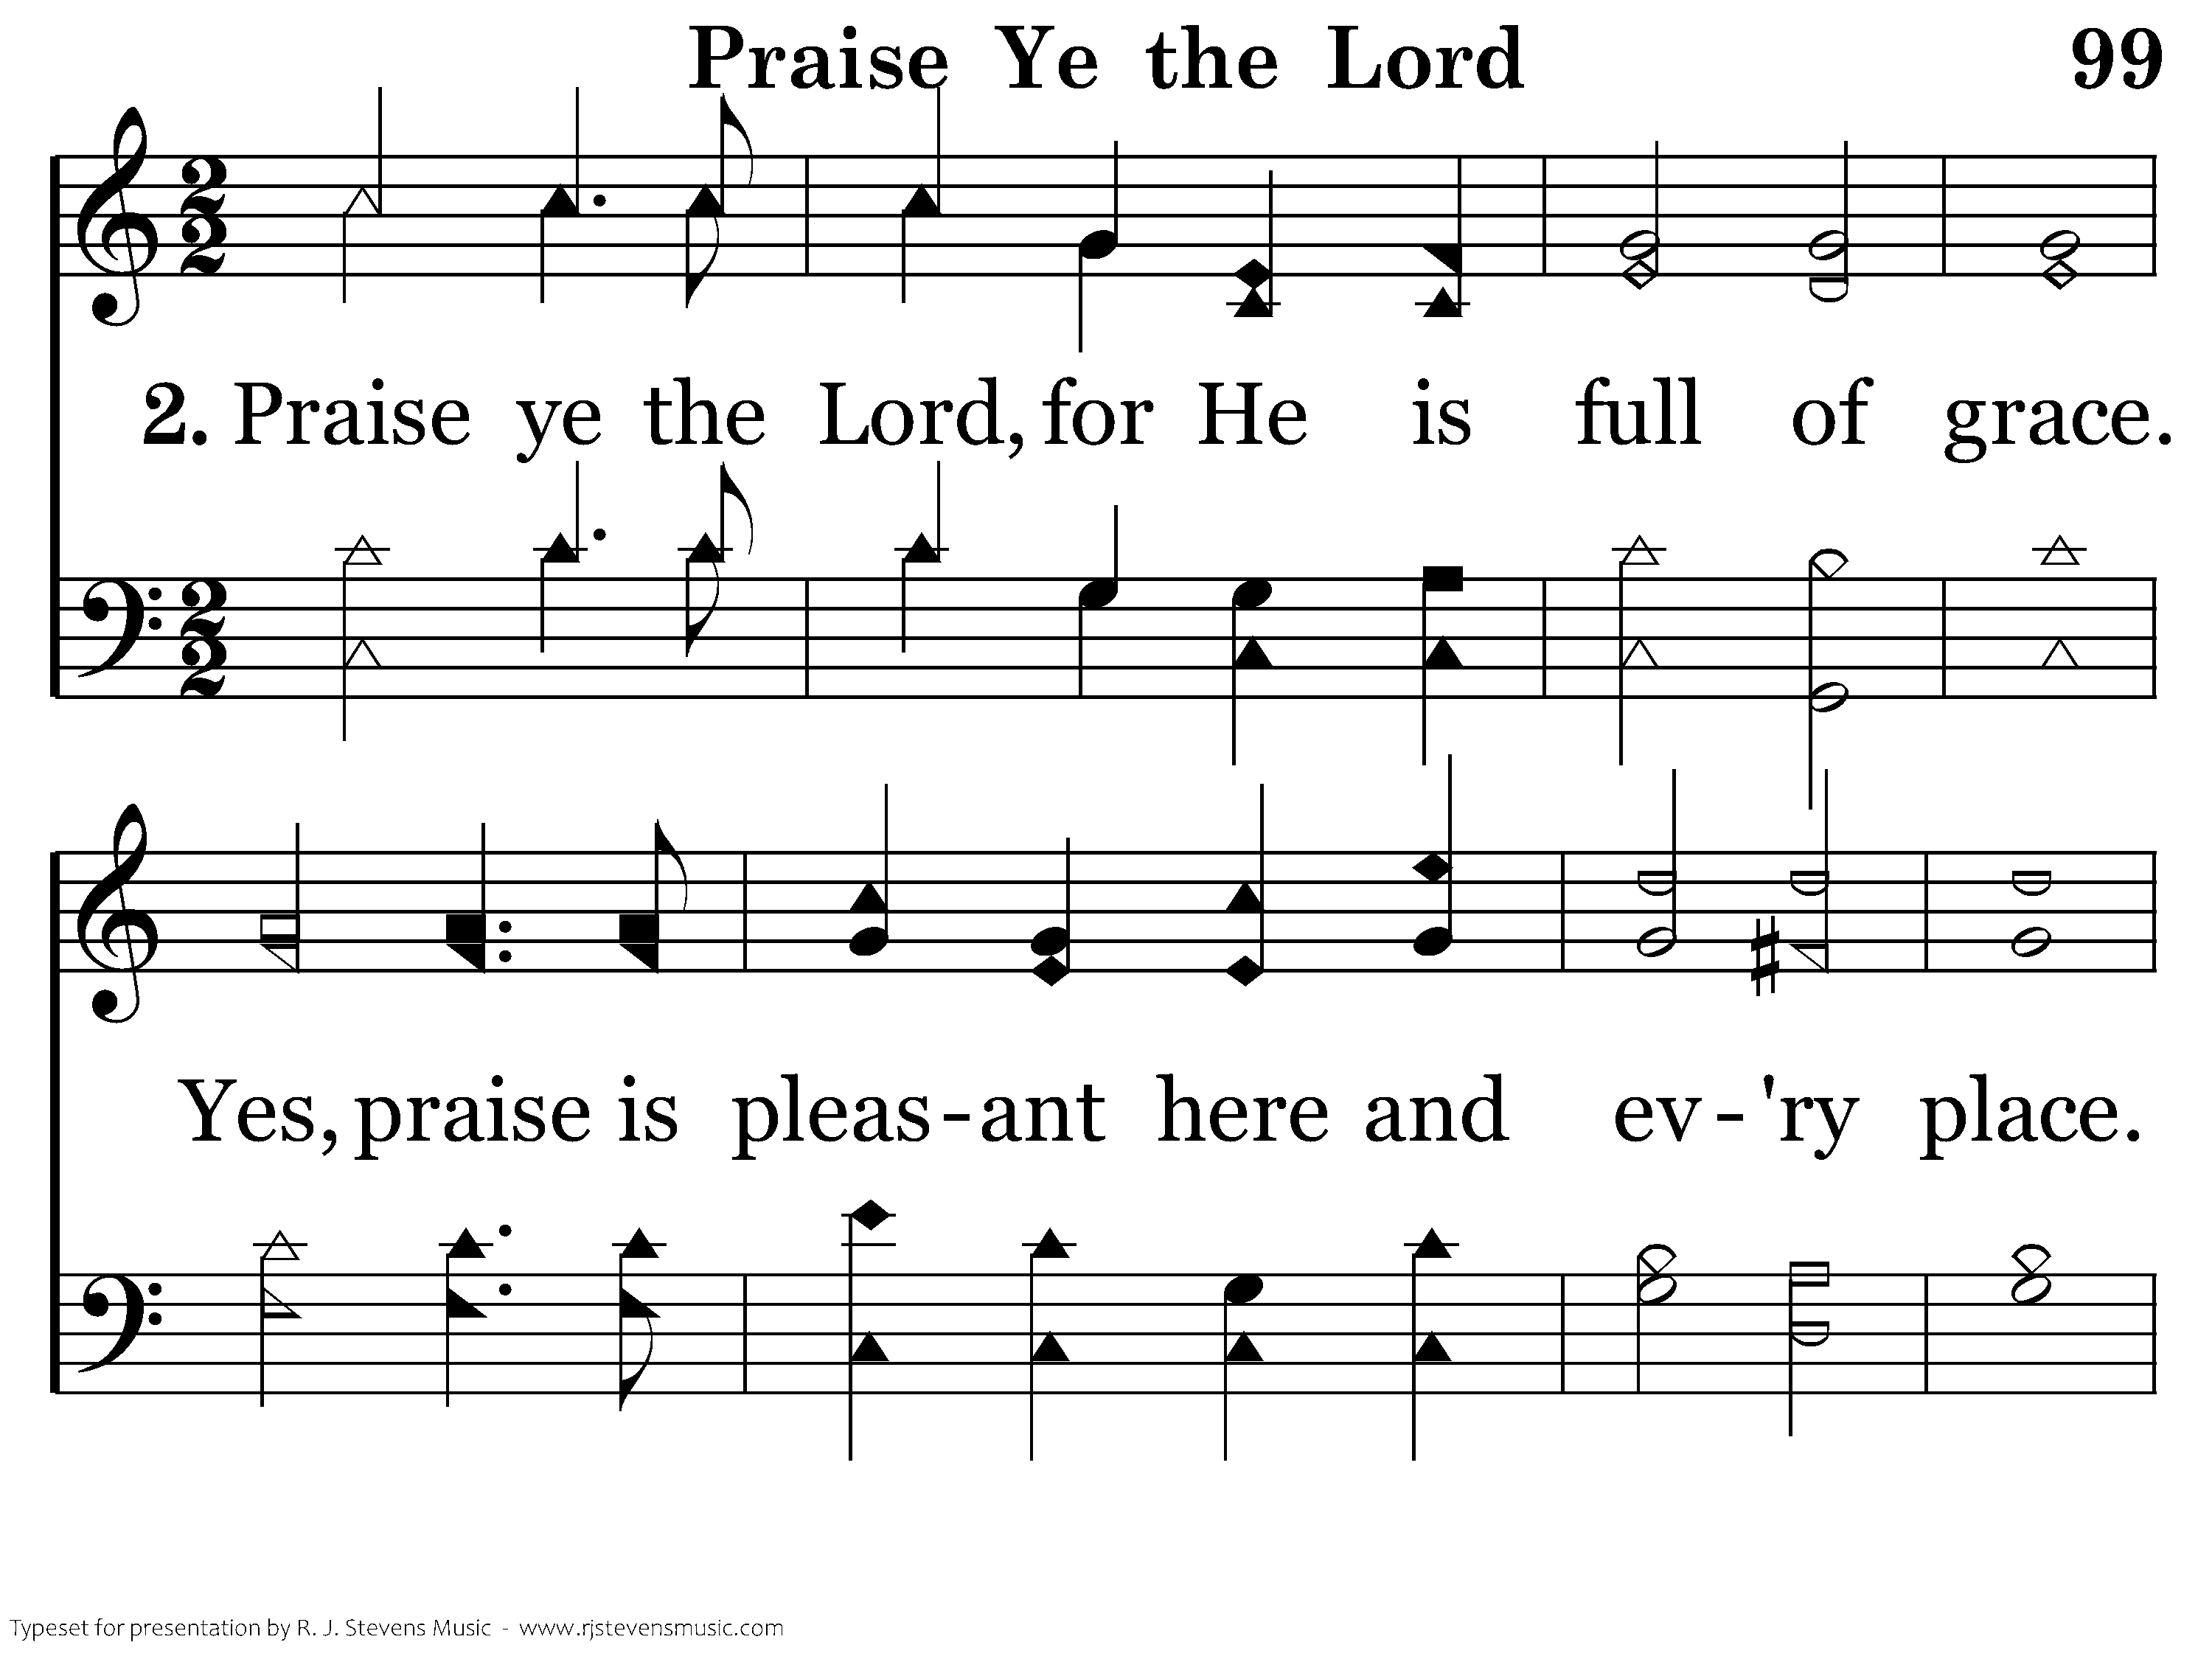 Praise Ye the Lord 99
2. Praise ye the Lord, for He is full of grace.
Yes, praise is pleas-ant here and ev-'ry place.
Typeset for presentation by R. J. Stevens Music - www.rjstevensmusic.com